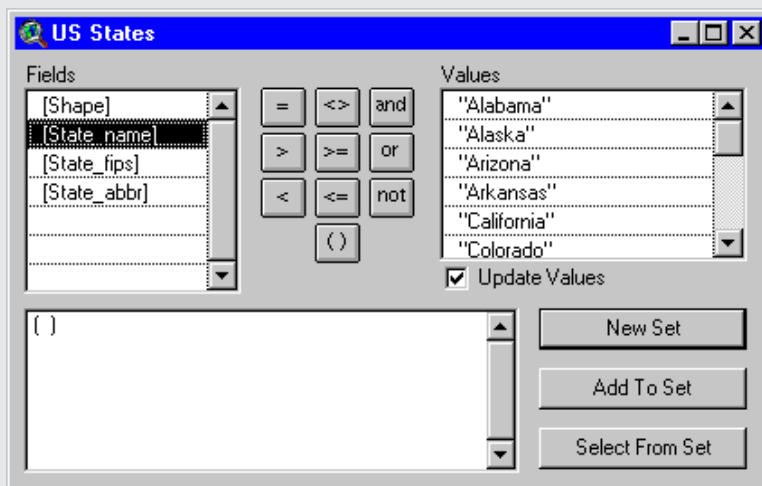 US States
Fields
[Shape]
[State_name]
[State_fips]
[State_abbr]
= <> and
> >= or
< <= not
( )
Values
"Alabama"
"Alaska"
"Arizona"
"Arkansas"
"California"
"Colorado"
Update Values
( )
New Set
Add To Set
Select From Set